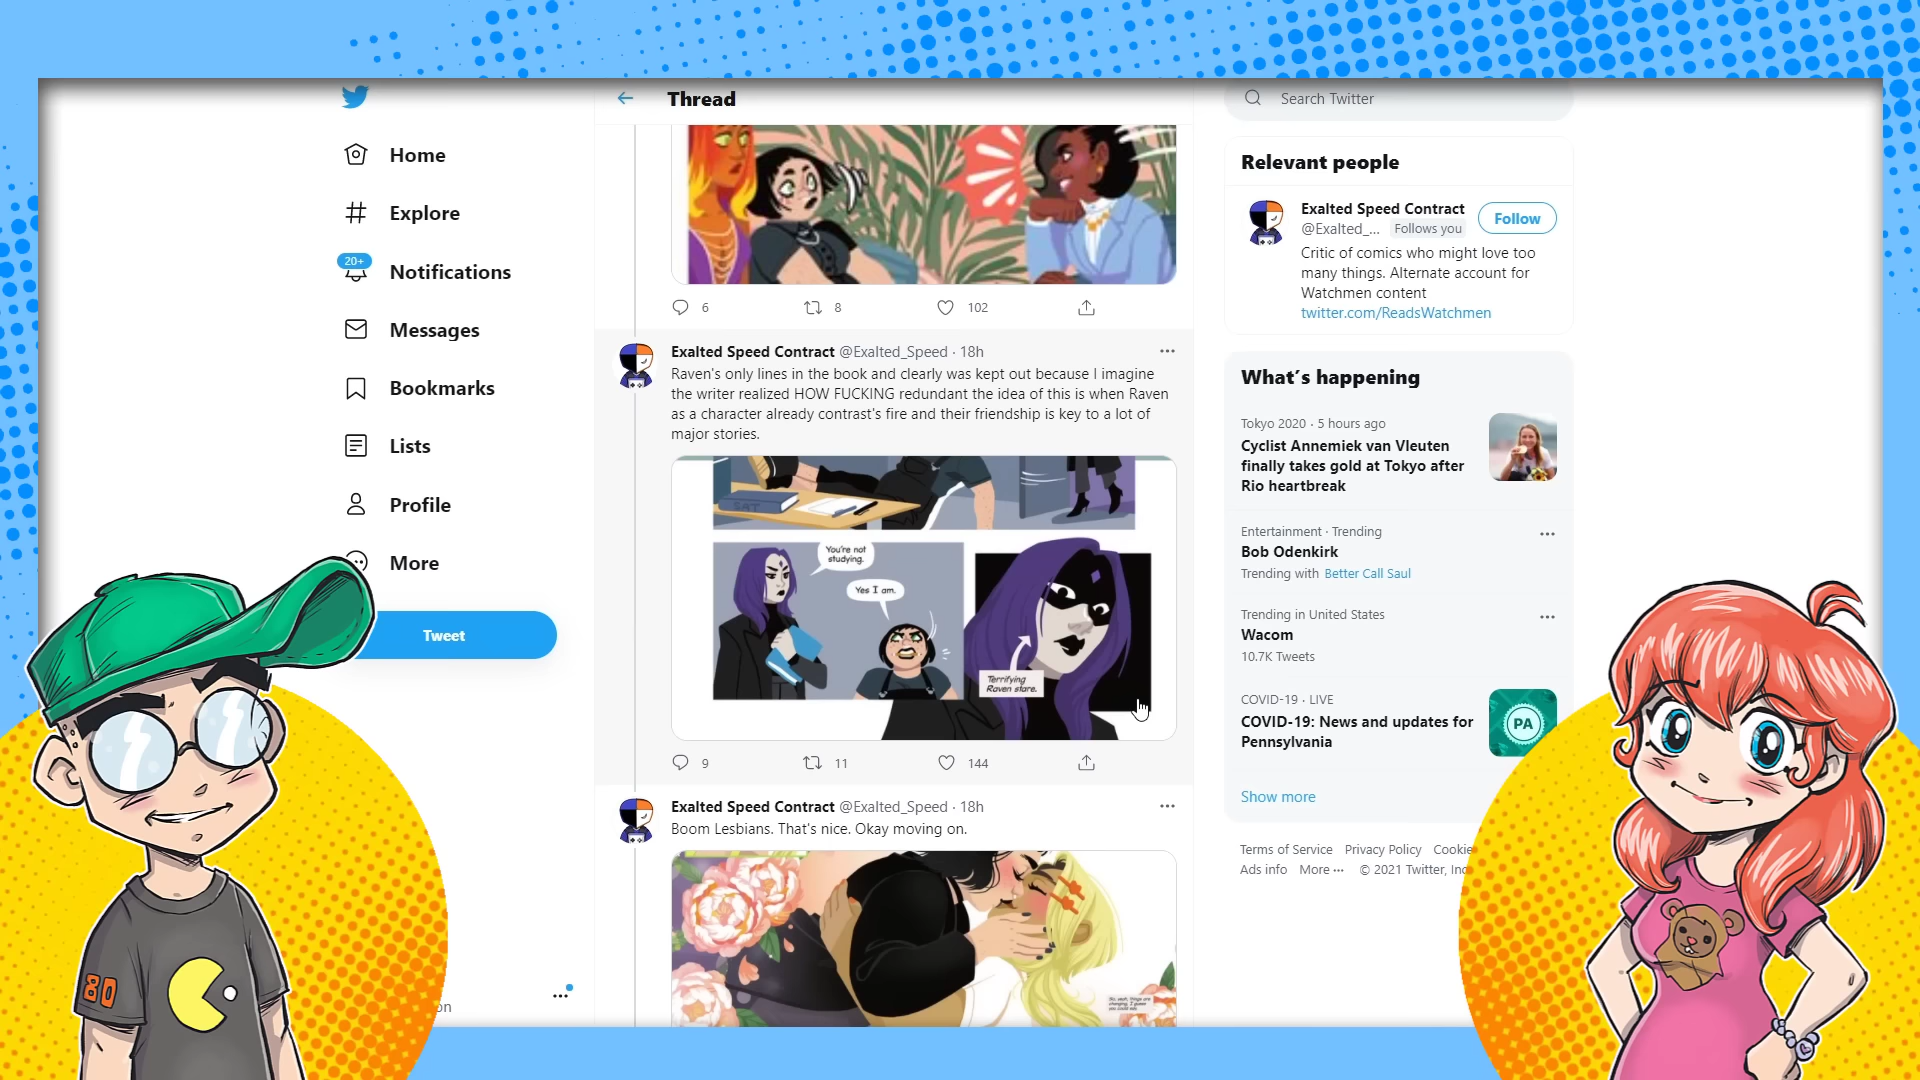 Home
Explore
20+
Notifications
Messages
Bookmarks
Lists
Profile
More
Tweet
on
Thread
6
8
102
Exalted Speed Contract @Exalted_Speed · 18h
Raven's only lines in the book and clearly was kept out because I imagine
the writer realized HOW FUCKING redundant the idea of this is when Raven
as a character already contrast's fire and their friendship is key to a lot of
major stories.
SAT
You're not
studying.
Yes I am.
Terrifying
Raven stare.
9
11
144
Exalted Speed Contract @Exalted_Speed · 18h
Boom Lesbians. That's nice. Okay moving on.
Search Twitter
Relevant people
Exalted Speed Contract
@Exalted_... Follows you
Follow
Critic of comics who might love too
many things. Alternate account for
Watchmen content
twitter.com/ReadsWatchmen
What's happening
Tokyo 2020 · 5 hours ago
Cyclist Annemiek van Vleuten
finally takes gold at Tokyo after
Rio heartbreak
Entertainment · Trending
Bob Odenkirk
Trending with Better Call Saul
Trending in United States
Wacom
10.7K Tweets
COVID-19 · LIVE
COVID-19: News and updates for
Pennsylvania
PA
Show more
Terms of Service Privacy Policy Cookie
Ads info More ··· © 2021 Twitter, Inc
80